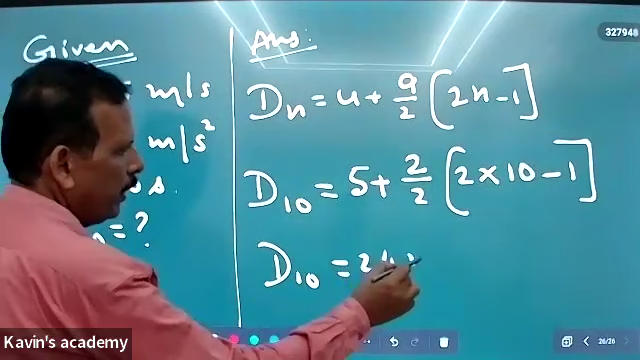 327948
Given
m/s
m/s²
s.
= ?
Ans:
Dn = u + a/2 [2n - 1]
D10 = 5 + 2/2 [2 × 10 - 1]
D10 = 24
Kavin's academy
26/26